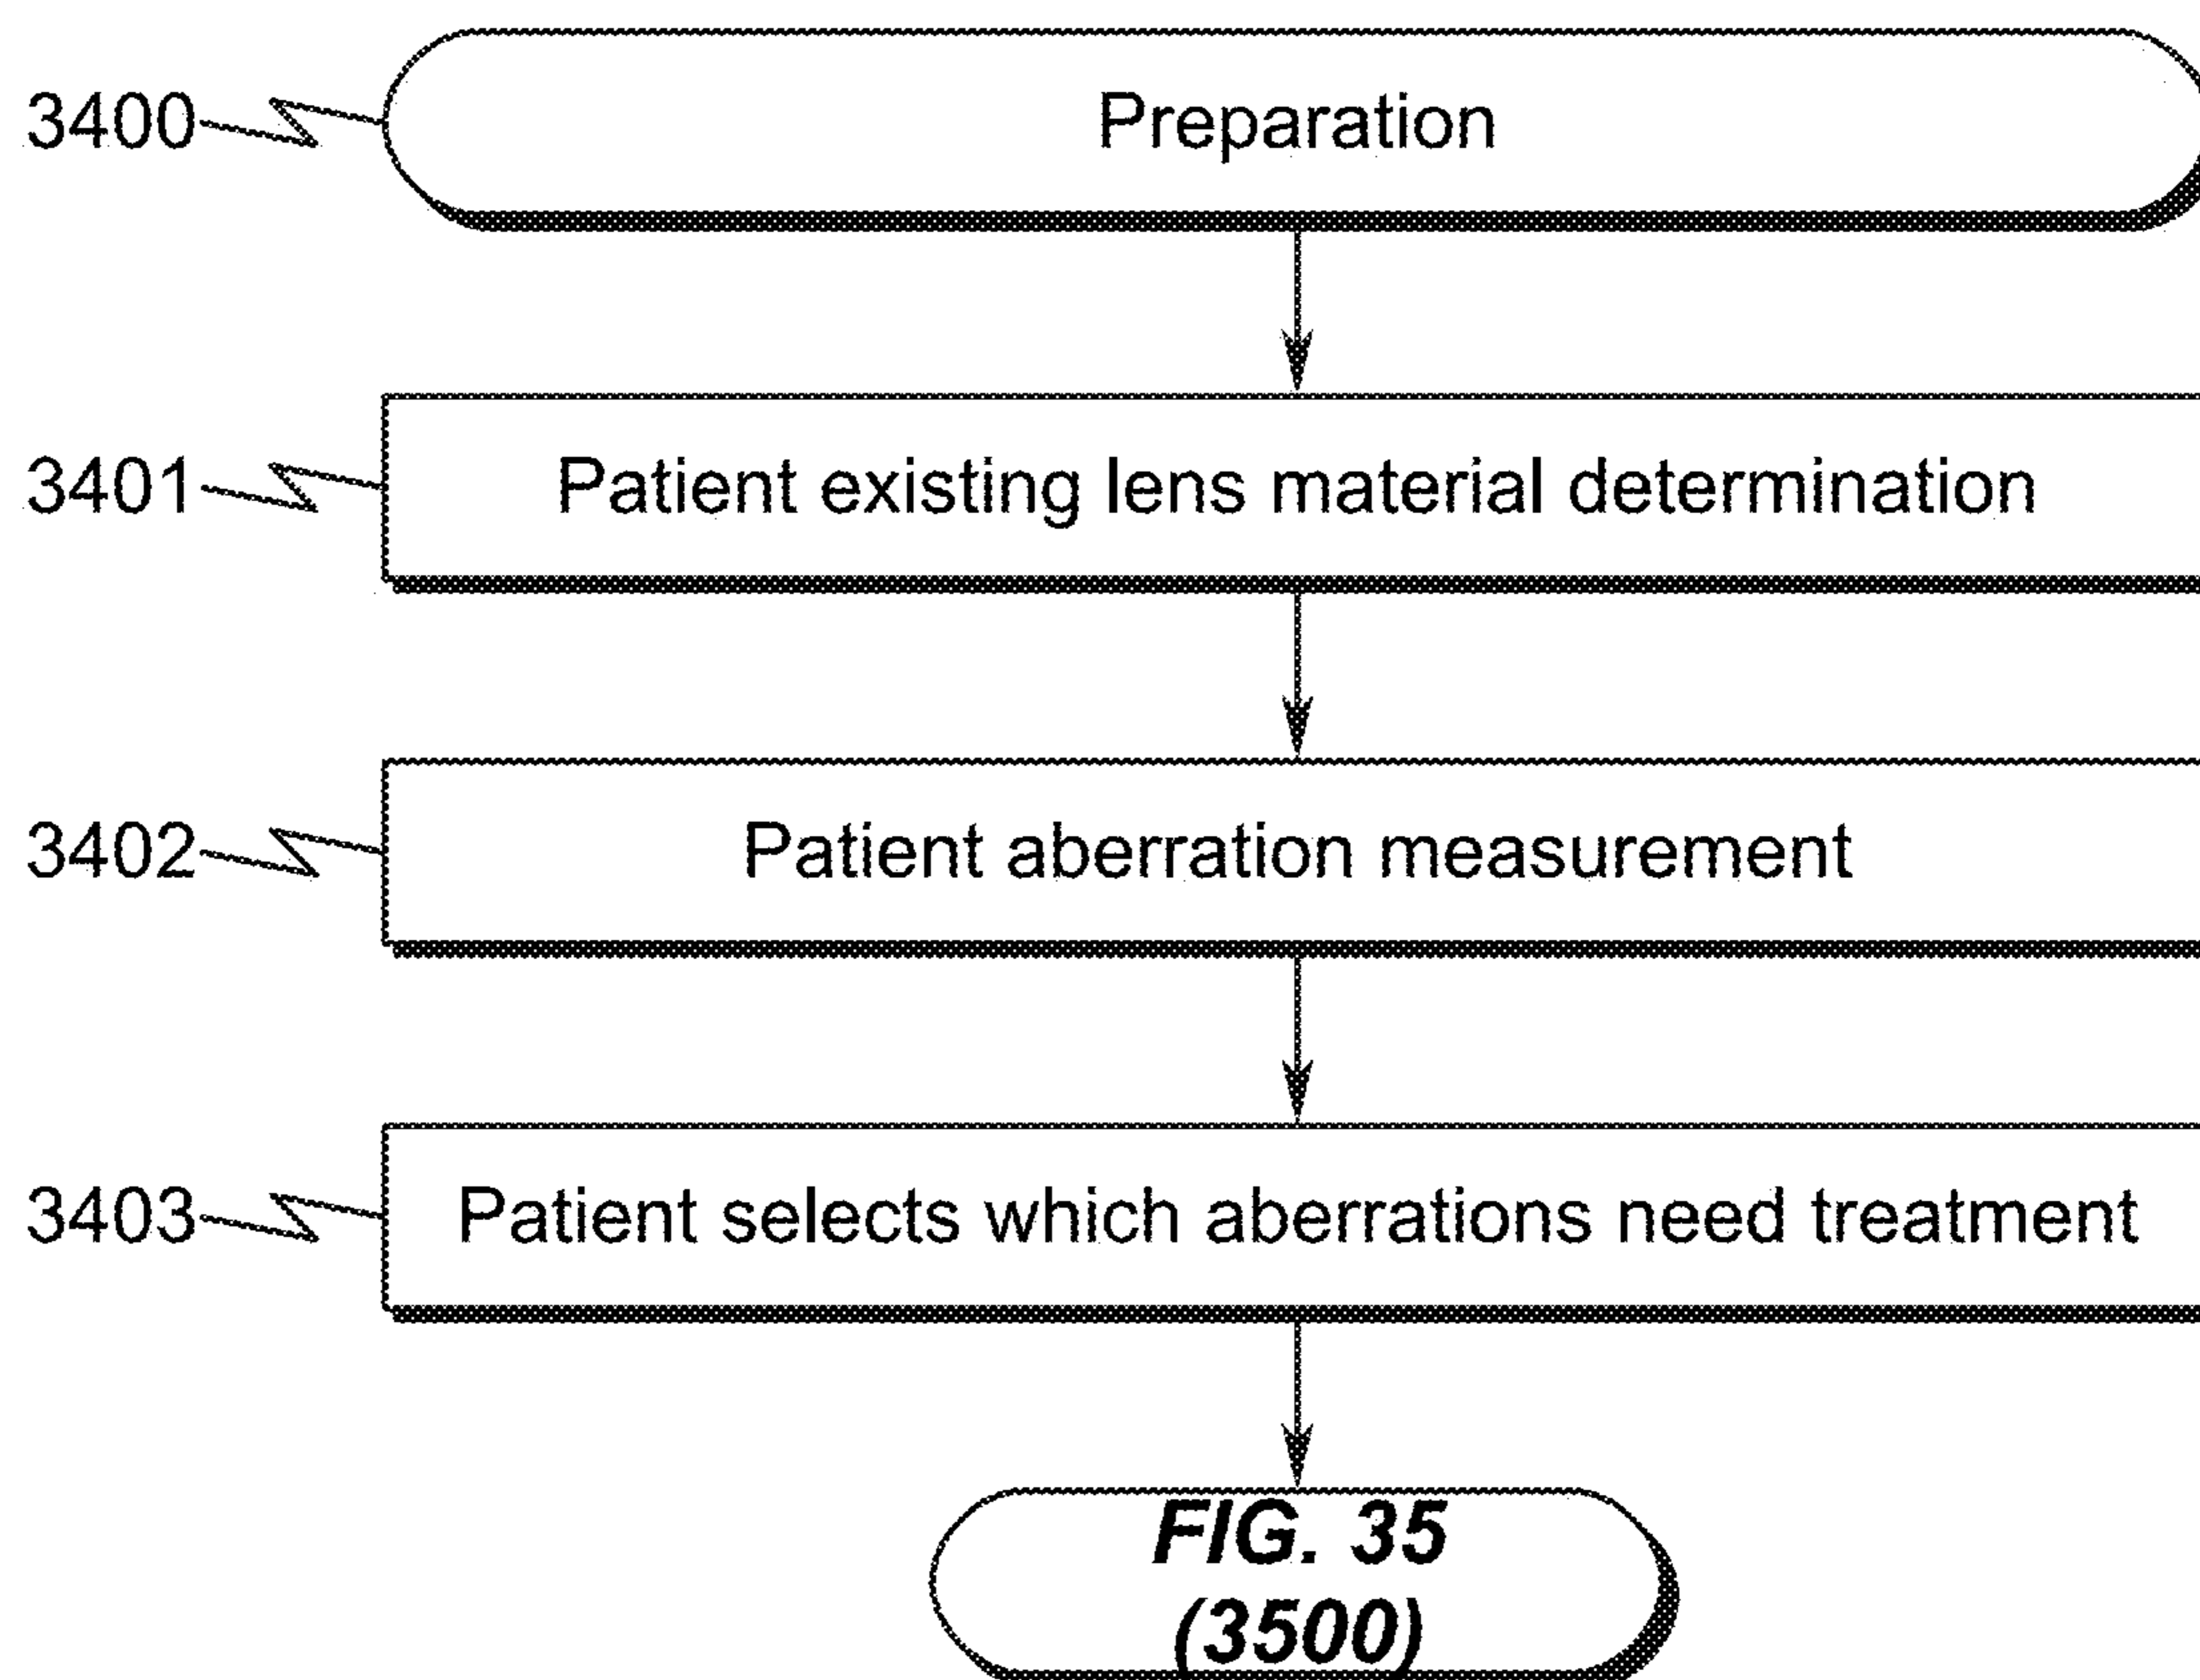 3400 Preparation
3401 Patient existing lens material determination
3402 Patient aberration measurement
3403 Patient selects which aberrations need treatment
FIG. 35
(3500)